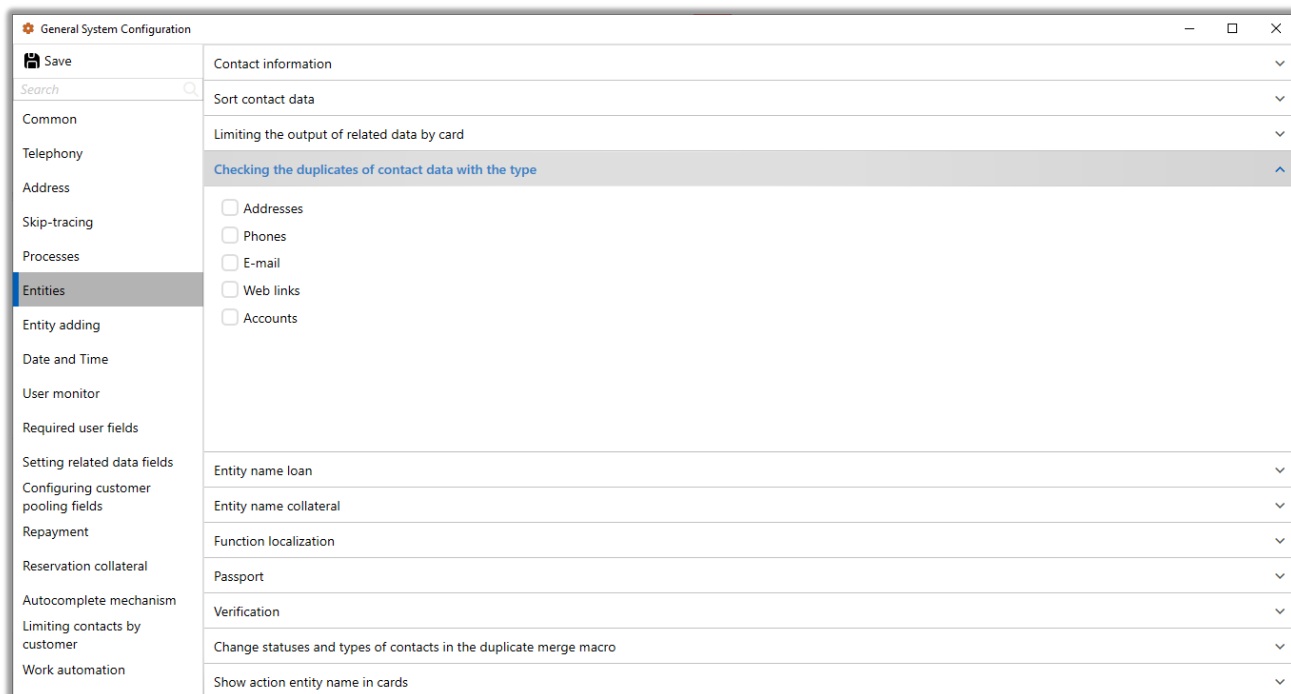 General System Configuration
Save
Search
Common
Telephony
Address
Skip-tracing
Processes
Entities
Entity adding
Date and Time
User monitor
Required user fields
Setting related data fields
Configuring customer
pooling fields
Repayment
Reservation collateral
Autocomplete mechanism
Limiting contacts by
customer
Work automation
Contact information
Sort contact data
Limiting the output of related data by card
Checking the duplicates of contact data with the type
Addresses
Phones
E-mail
Web links
Accounts
Entity name loan
Entity name collateral
Function localization
Passport
Verification
Change statuses and types of contacts in the duplicate merge macro
Show action entity name in cards